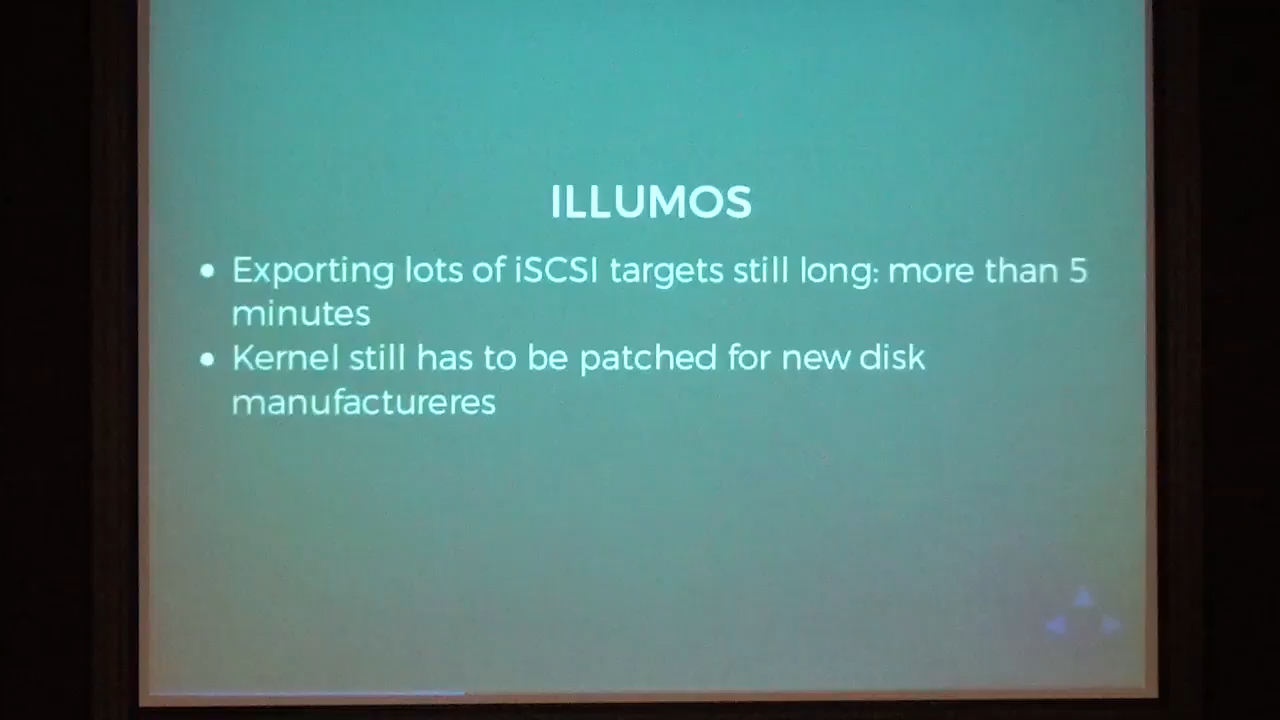 ILLUMOS
• Exporting lots of iSCSI targets still long: more than 5
minutes
• Kernel still has to be patched for new disk
manufactureres